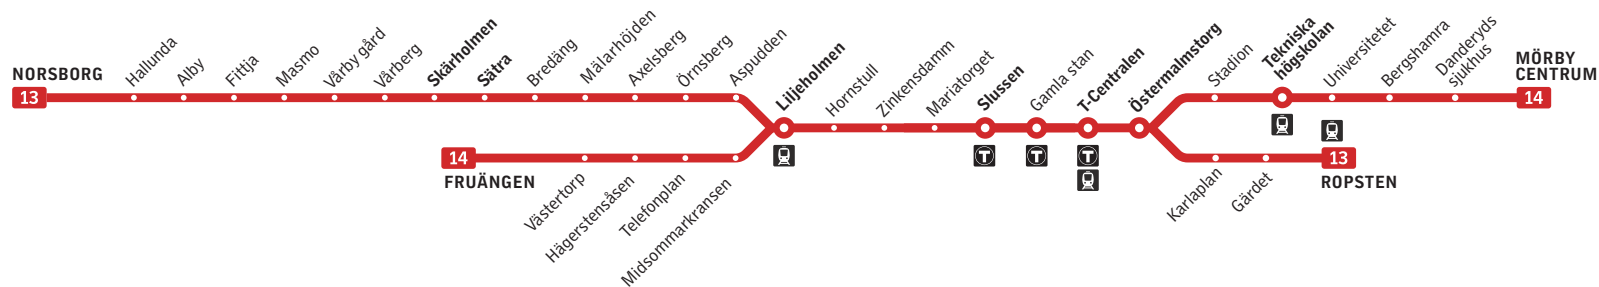 NORSBORG
13
Hallunda
Alby
Fittja
Masmo
Vårby gård
Vårberg
Skärholmen
Sätra
Bredäng
Mälarhöjden
Axelsberg
Örnsberg
Aspudden
Liljeholmen
Hornstull
Zinkensdamm
Mariatorget
Slussen
Gamla stan
T-Centralen
Östermalmstorg
Stadion
Tekniska
högskolan
Universitetet
Bergshamra
Danderyds
sjukhus
MÖRBY
CENTRUM
14
14
FRUÄNGEN
Västertorp
Hägerstensåsen
Telefonplan
Midsommarkransen
T
T
T
Karlaplan
Gärdet
13
ROPSTEN